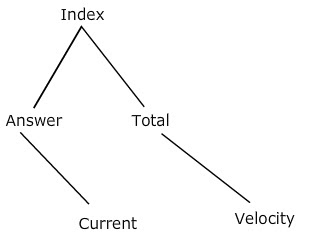 Index
Answer
Total
Current
Velocity